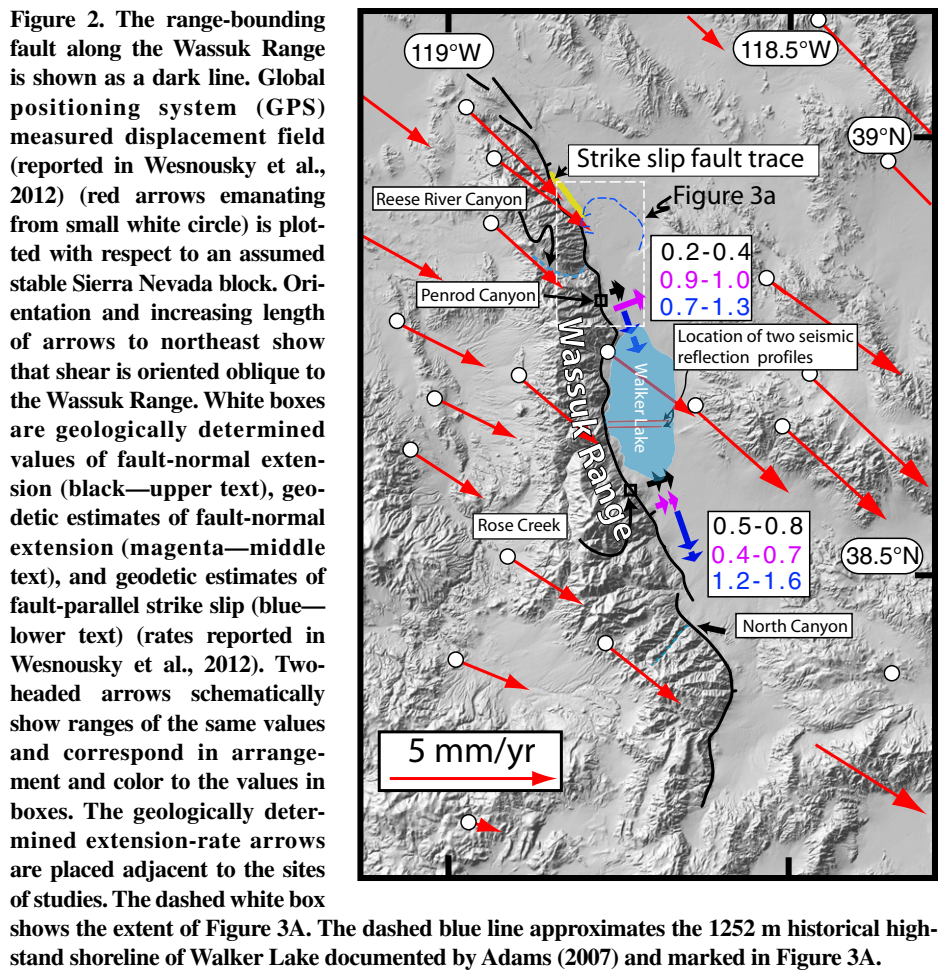 Figure 2. The range-bounding
fault along the Wassuk Range
is shown as a dark line. Global
positioning system (GPS)
measured displacement field
(reported in Wesnousky et al.,
2012) (red arrows emanating
from small white circle) is plot-
ted with respect to an assumed
stable Sierra Nevada block. Ori-
entation and increasing length
of arrows to northeast show
that shear is oriented oblique to
the Wassuk Range. White boxes
are geologically determined
values of fault-normal exten-
sion (black—upper text), geo-
detic estimates of fault-normal
extension (magenta—middle
text), and geodetic estimates of
fault-parallel strike slip (blue—
lower text) (rates reported in
Wesnousky et al., 2012). Two-
headed arrows schematically
show ranges of the same values
and correspond in arrange-
ment and color to the values in
boxes. The geologically deter-
mined extension-rate arrows
are placed adjacent to the sites
of studies. The dashed white box
shows the extent of Figure 3A. The dashed blue line approximates the 1252 m historical high-
stand shoreline of Walker Lake documented by Adams (2007) and marked in Figure 3A.
119°W
118.5°W
39°N
Strike slip fault trace
Reese River Canyon
Figure 3a
0.2-0.4
0.9-1.0
0.7-1.3
Penrod Canyon
Location of two seismic
reflection profiles
Wassuk Range
Walker Lake
Rose Creek
0.5-0.8
0.4-0.7
1.2-1.6
38.5°N
North Canyon
5 mm/yr